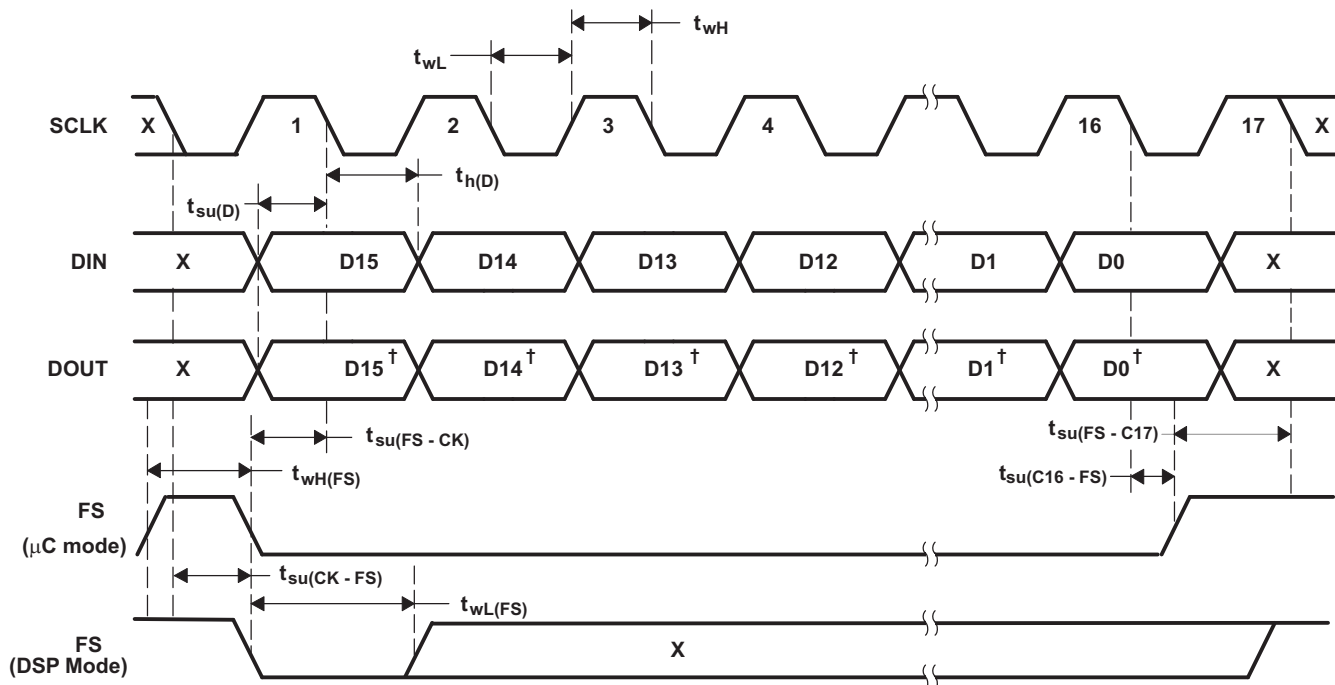 t_wH
t_wL
SCLK X 1 2 3 4 16 17 X
t_h(D)
t_su(D)
DIN X D15 D14 D13 D12 D1 D0 X
DOUT X D15† D14† D13† D12† D1† D0† X
t_su(FS - CK) t_su(FS - C17)
t_wH(FS) t_su(C16 - FS)
FS
(μC mode)
t_su(CK - FS)
t_wL(FS)
FS
(DSP Mode)
X